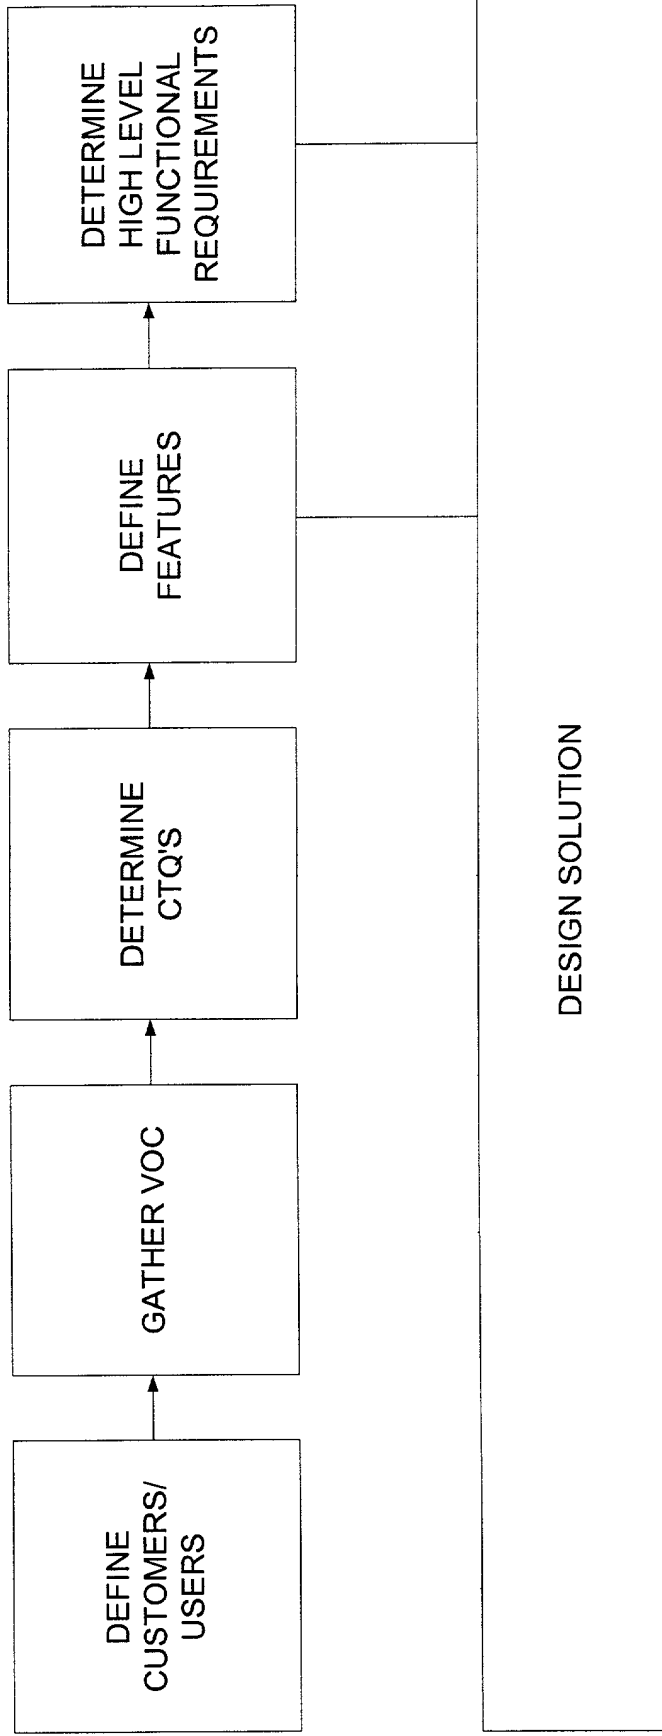 DEFINE
CUSTOMERS/
USERS
GATHER VOC
DETERMINE
CTQ'S
DEFINE
FEATURES
DETERMINE
HIGH LEVEL
FUNCTIONAL
REQUIREMENTS
DESIGN SOLUTION